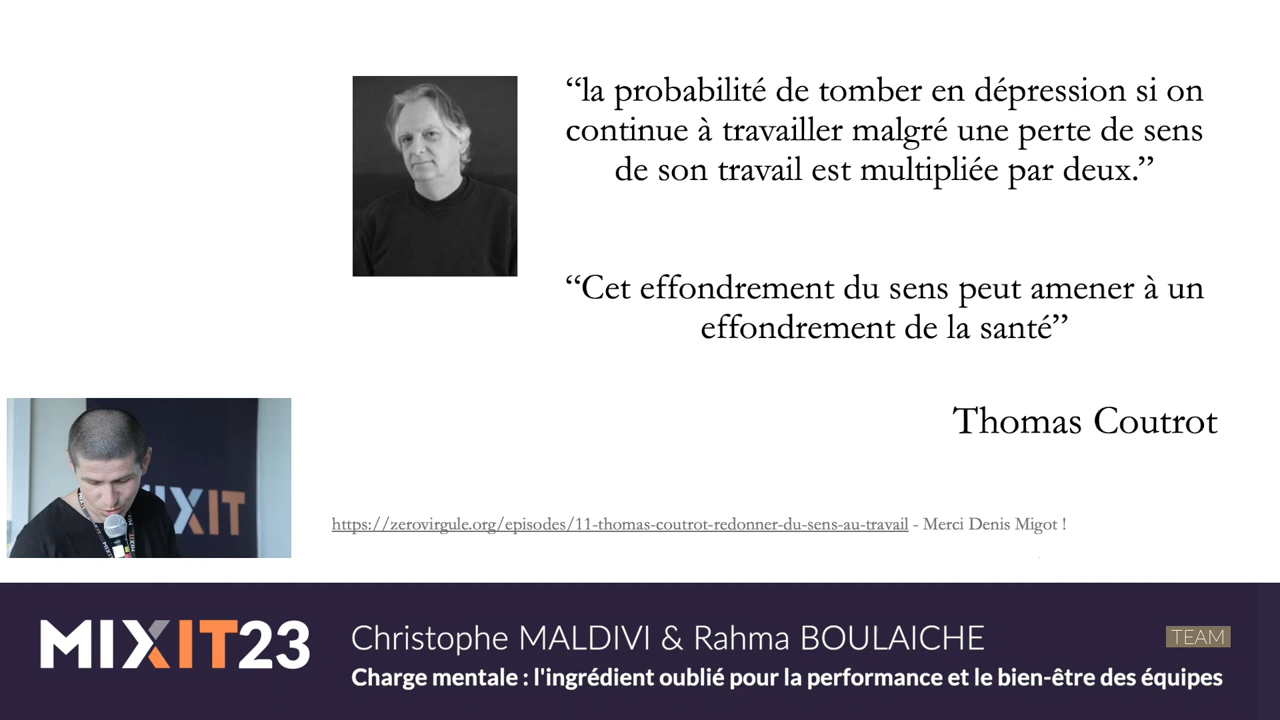 “la probabilité de tomber en dépression si on
continue à travailler malgré une perte de sens
de son travail est multipliée par deux.”
“Cet effondrement du sens peut amener à un
effondrement de la santé”
Thomas Coutrot
IXIT
https://zerovirgule.org/episodes/11-thomas-coutrot-redonner-du-sens-au-travail - Merci Denis Migot !
MIXIT23
Christophe MALDIVI & Rahma BOULAICHE
TEAM
Charge mentale : l'ingrédient oublié pour la performance et le bien-être des équipes